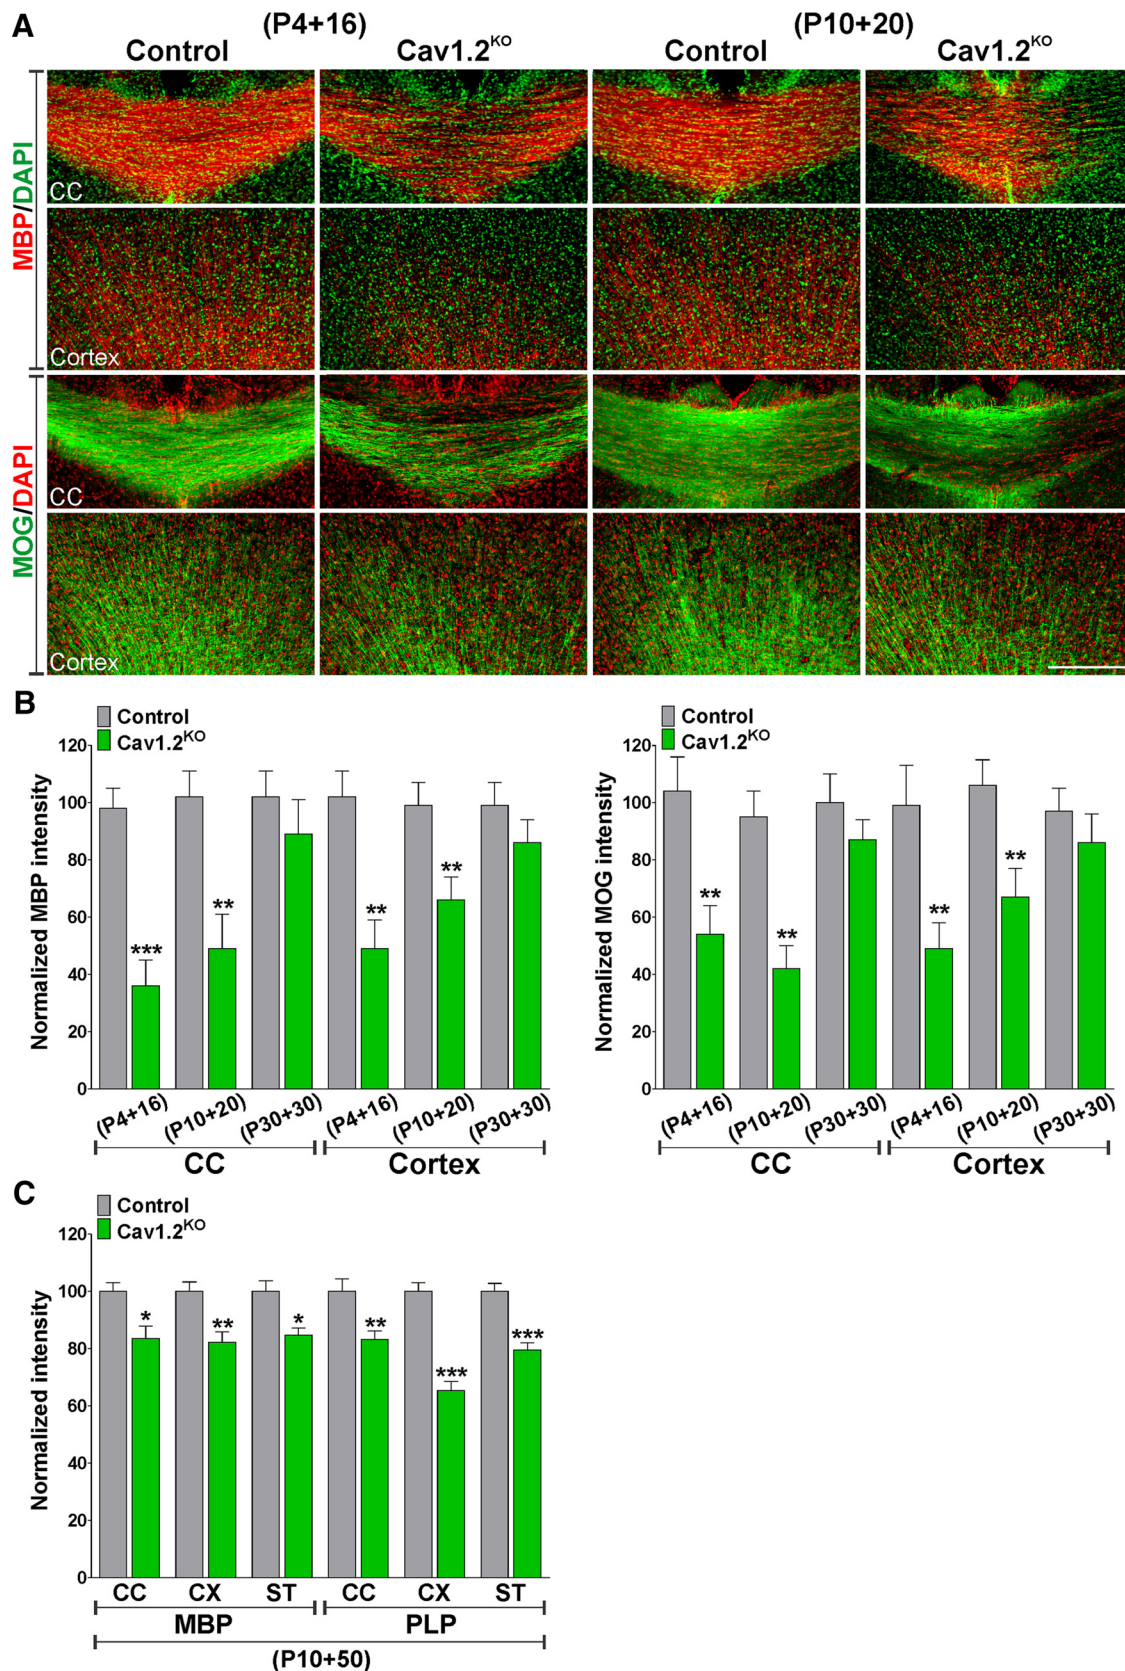 A
(P4+16)
(P10+20)
Control
Cav1.2KO
Control
Cav1.2KO
MBP/DAPI
CC
Cortex
MOG/DAPI
CC
Cortex
B
Control
Cav1.2KO
Normalized MBP intensity
120
100
80
60
40
20
0
***
**
**
**
(P4+16)
(P10+20)
(P30+30)
(P4+16)
(P10+20)
(P30+30)
CC
Cortex
Control
Cav1.2KO
Normalized MOG intensity
120
100
80
60
40
20
0
**
**
**
**
(P4+16)
(P10+20)
(P30+30)
(P4+16)
(P10+20)
(P30+30)
CC
Cortex
C
Control
Cav1.2KO
Normalized intensity
120
100
80
60
40
20
0
*
**
*
**
***
***
CC
CX
ST
CC
CX
ST
MBP
PLP
(P10+50)